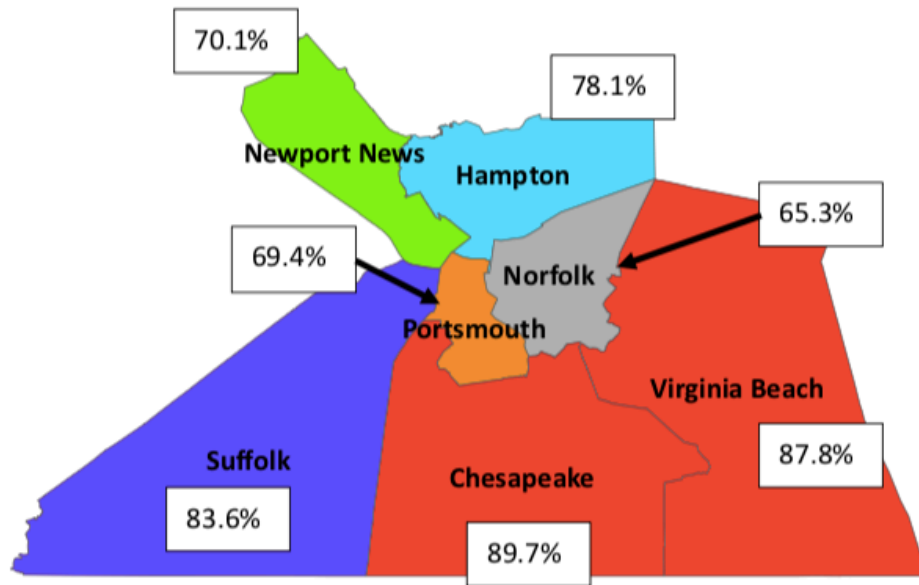 70.1%
78.1%
Newport News
Hampton
65.3%
69.4%
Norfolk
Portsmouth
Virginia Beach
87.8%
Suffolk
Chesapeake
83.6%
89.7%